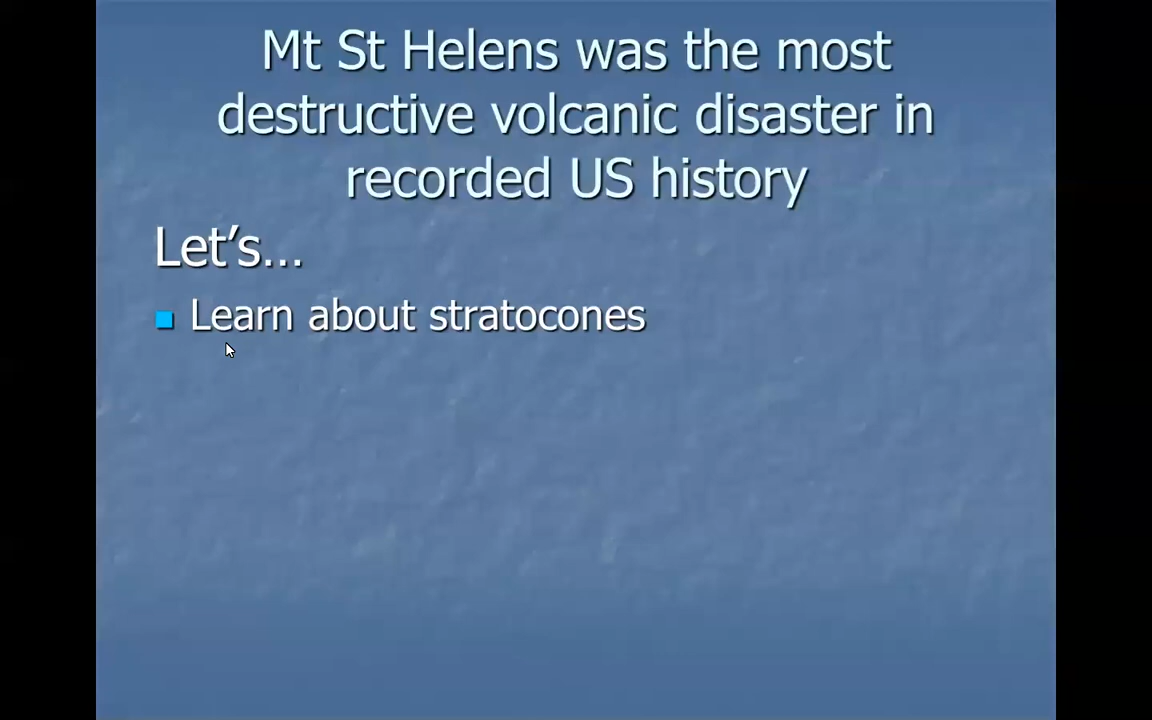 Mt St Helens was the most
destructive volcanic disaster in
recorded US history
Let’s…
Learn about stratocones